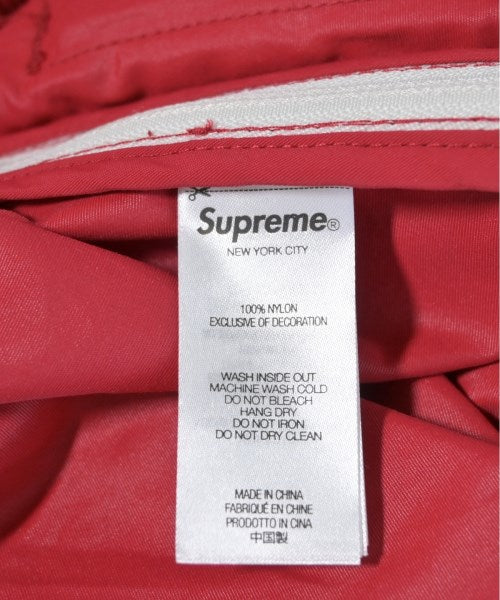 Supreme®
NEW YORK CITY
100% NYLON
EXCLUSIVE OF DECORATION
WASH INSIDE OUT
MACHINE WASH COLD
DO NOT BLEACH
HANG DRY
DO NOT IRON
DO NOT DRY CLEAN
MADE IN CHINA
FABRIQUÉ EN CHINE
PRODOTTO IN CINA
中国製